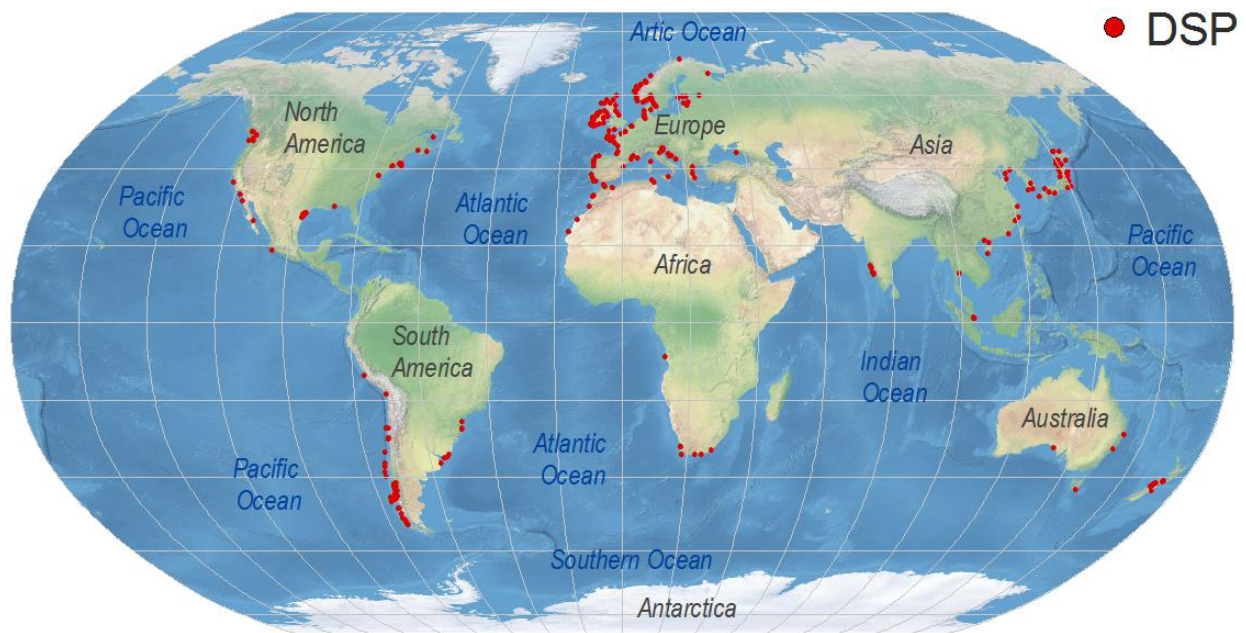 Artic Ocean
DSP
North
America
Europe
Asia
Pacific
Ocean
Atlantic
Ocean
Africa
Pacific
Ocean
South
America
Indian
Ocean
Australia
Atlantic
Ocean
Pacific
Ocean
Southern Ocean
Antarctica